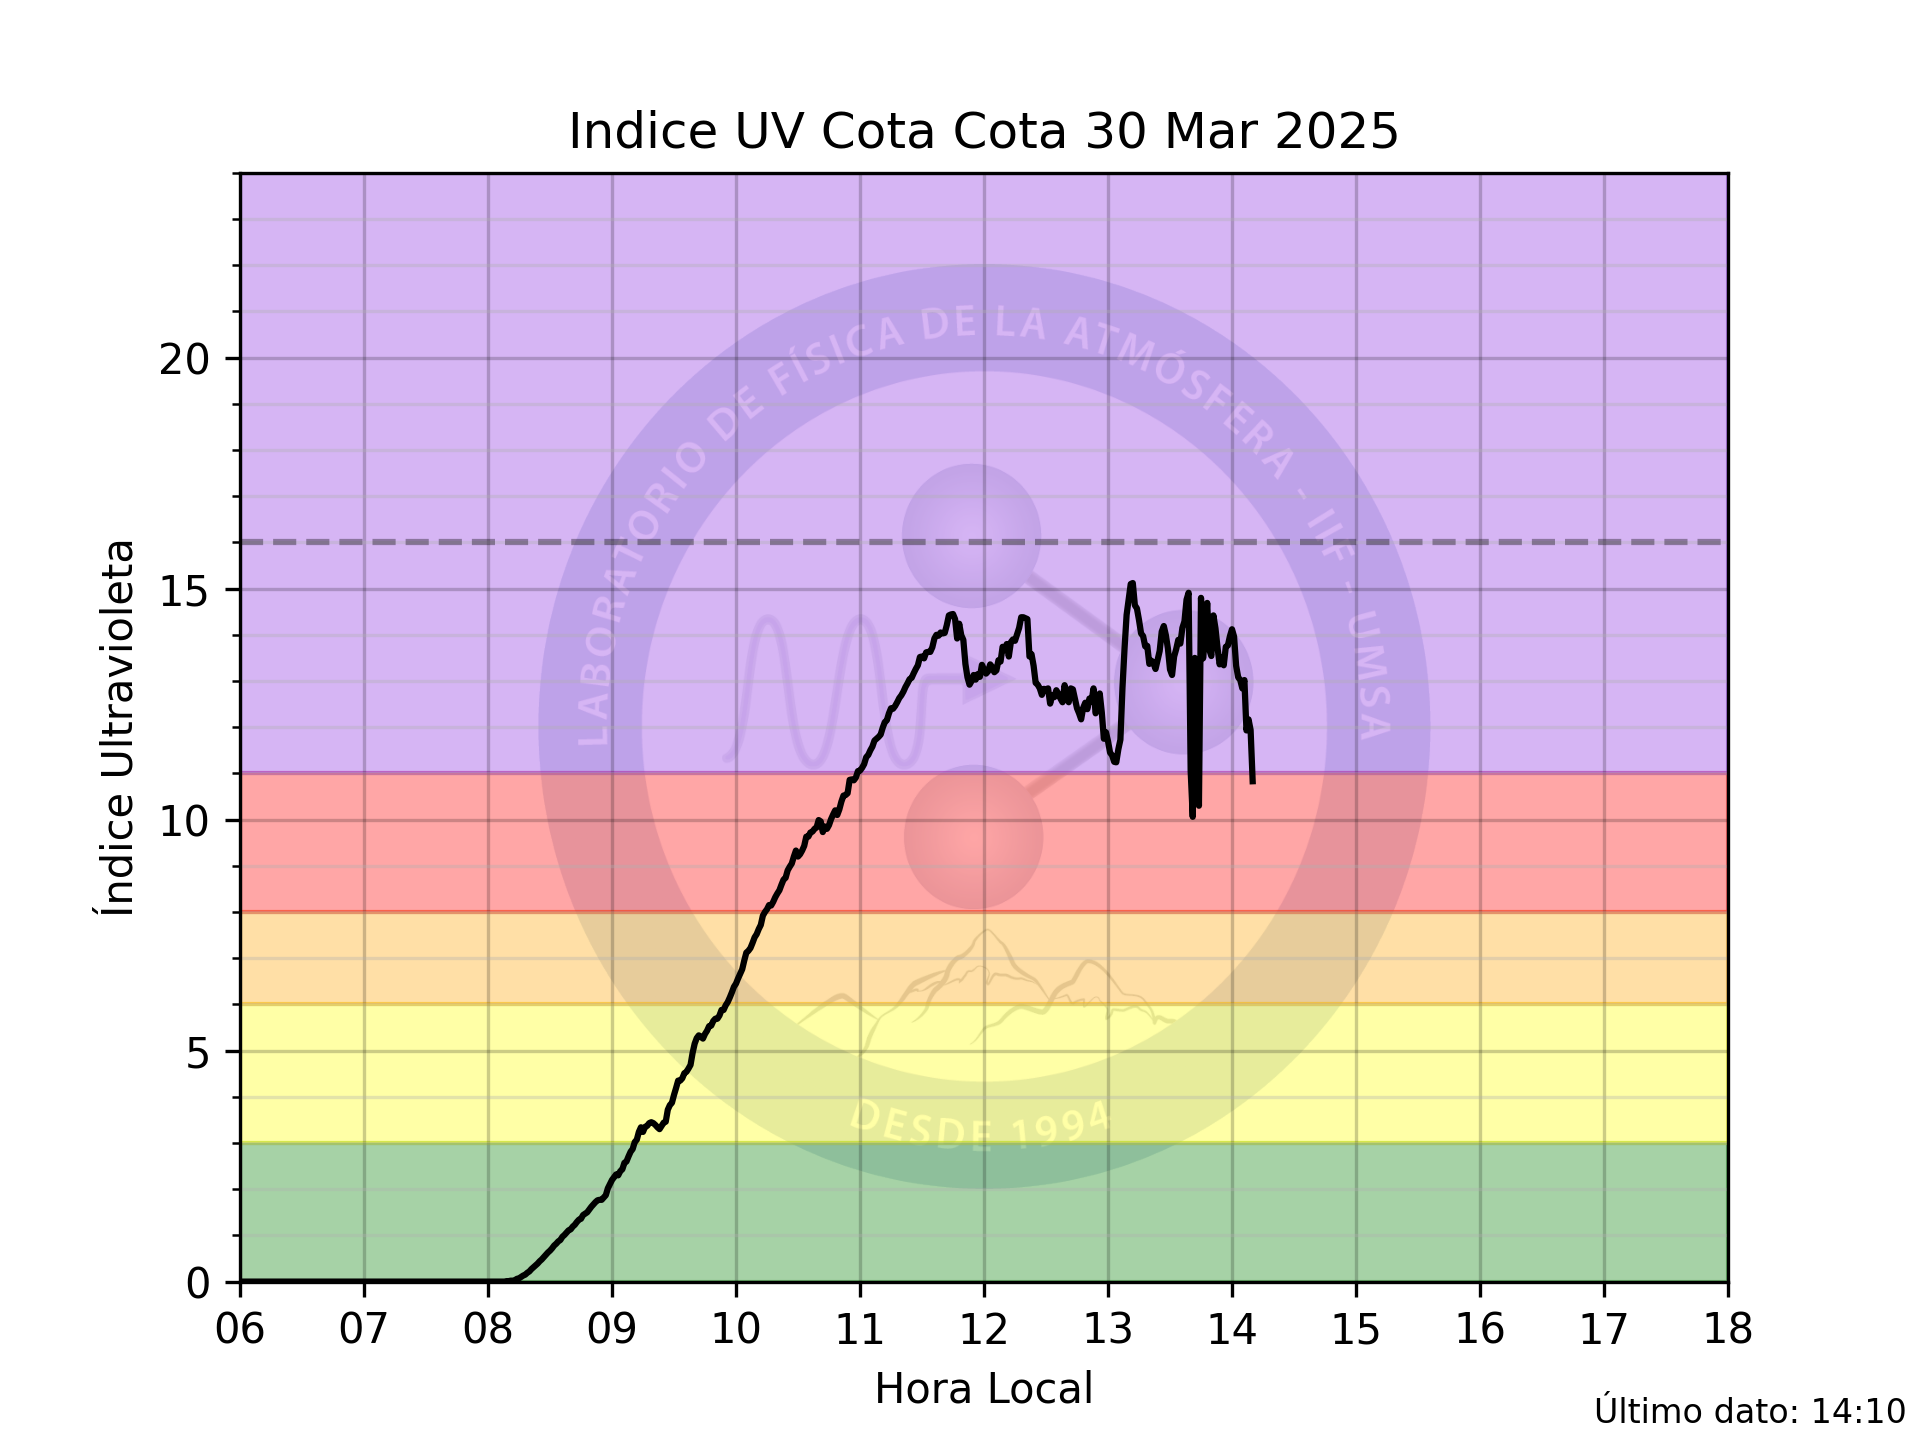 Indice UV Cota Cota 30 Mar 2025
Índice Ultravioleta
20
15
10
5
0
LABORATORIO DE FÍSICA DE LA ATMÓSFERA - IIF - UMSA
DESDE 1994
06 07 08 09 10 11 12 13 14 15 16 17 18
Hora Local
Último dato: 14:10